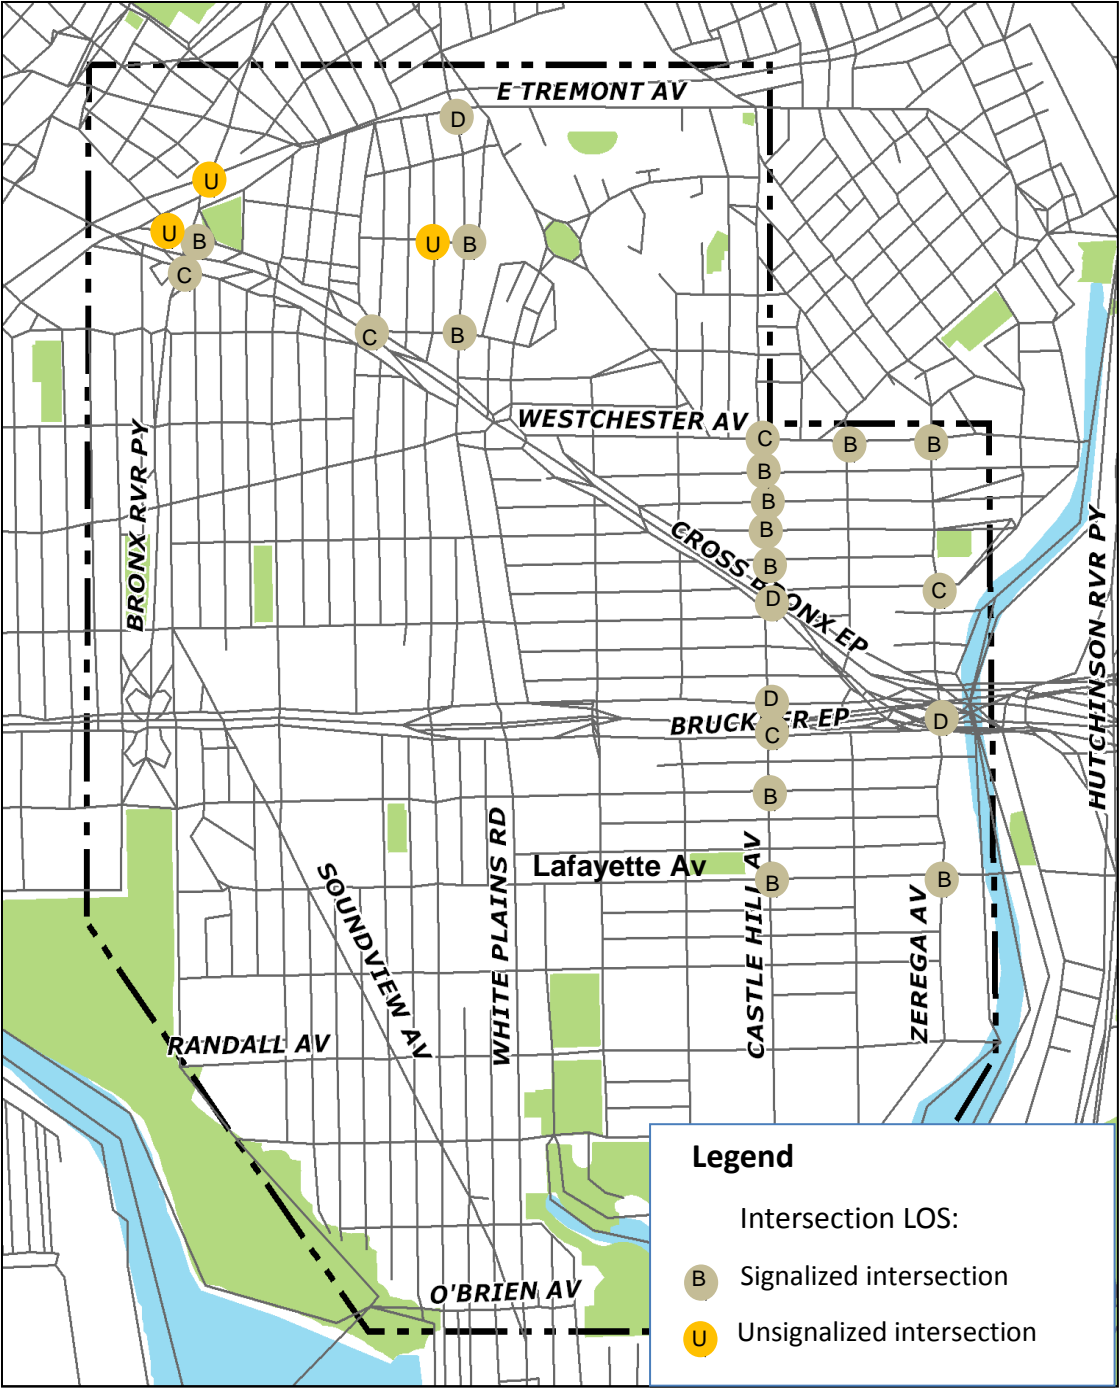 E TREMONT AV
D
U
U
B
U
B
C
C
B
WESTCHESTER AV
C
B
B
B
BRONX RVR PY
B
B
CROSS BRONX EP
B
D
C
HUTCHINSON RVR PY
D
BRUCKNER EP
D
C
B
WHITE PLAINS RD
Lafayette Av
CASTLE HILL AV
B
B
SOUNDVIEW AV
ZEREGA AV
RANDALL AV
O'BRIEN AV
Legend
Intersection LOS:
B Signalized intersection
U Unsignalized intersection